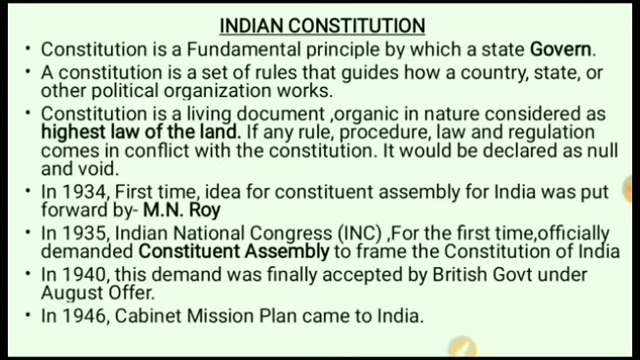 INDIAN CONSTITUTION
• Constitution is a Fundamental principle by which a state Govern.
• A constitution is a set of rules that guides how a country, state, or
other political organization works.
• Constitution is a living document ,organic in nature considered as
highest law of the land. If any rule, procedure, law and regulation
comes in conflict with the constitution. It would be declared as null
and void.
• In 1934, First time, idea for constituent assembly for India was put
forward by- M.N. Roy
• In 1935, Indian National Congress (INC) ,For the first time,officially
demanded Constituent Assembly to frame the Constitution of India
• In 1940, this demand was finally accepted by British Govt under
August Offer.
• In 1946, Cabinet Mission Plan came to India.